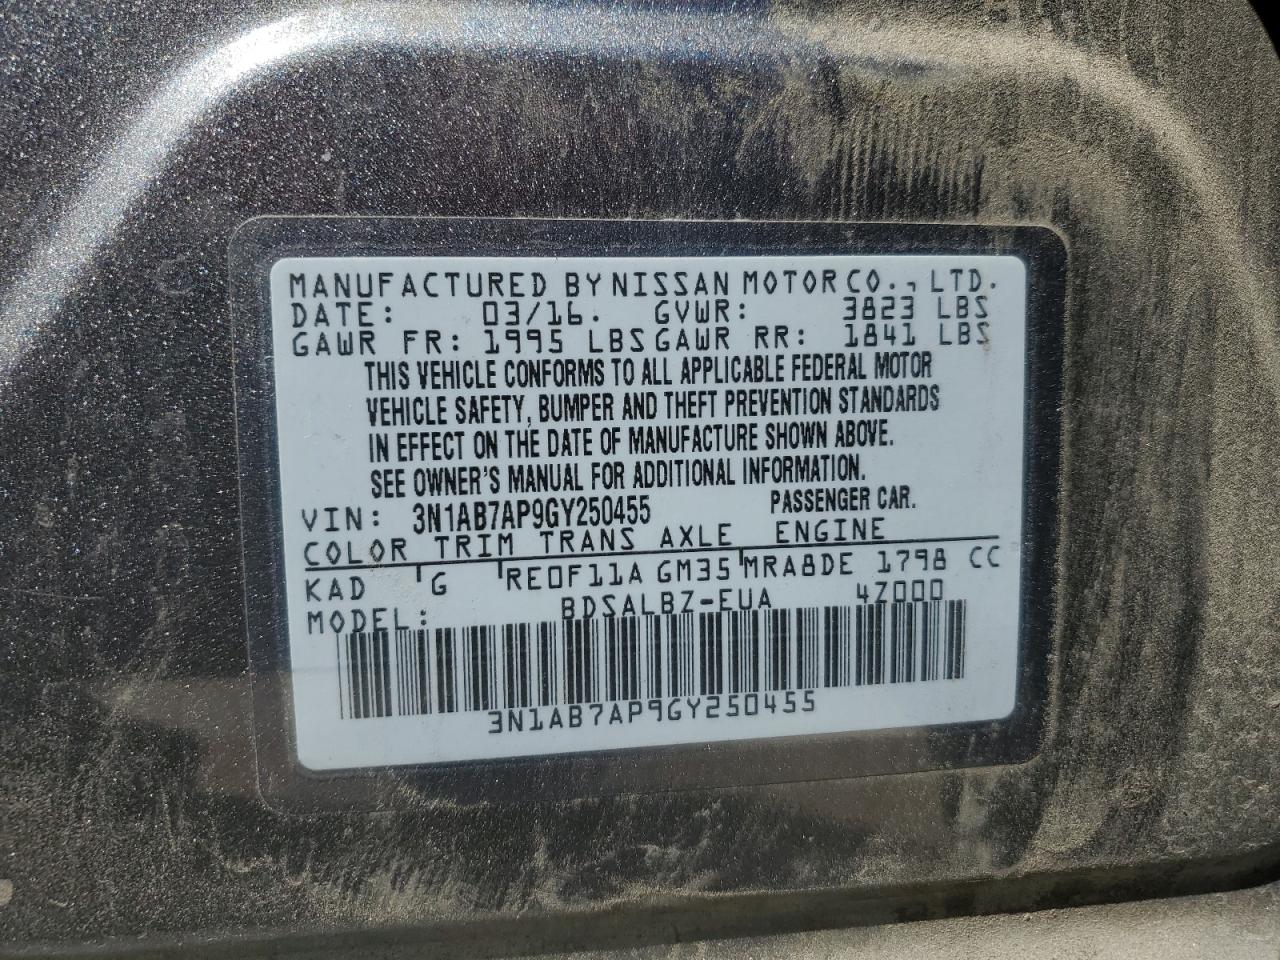 MANUFACTURED BY NISSAN MOTOR CO., LTD.
DATE: 03/16. GVWR: 3823 LBS
GAWR FR: 1995 LBS GAWR RR: 1841 LBS
THIS VEHICLE CONFORMS TO ALL APPLICABLE FEDERAL MOTOR
VEHICLE SAFETY, BUMPER AND THEFT PREVENTION STANDARDS
IN EFFECT ON THE DATE OF MANUFACTURE SHOWN ABOVE.
SEE OWNER'S MANUAL FOR ADDITIONAL INFORMATION.
VIN: 3N1AB7AP9GY250455 PASSENGER CAR.
COLOR TRIM TRANS AXLE ENGINE
KAD G RE0F11A GM35 MRA8DE 1798 CC
MODEL: BDSALBZ-EUA 4Z000
3N1AB7AP9GY250455